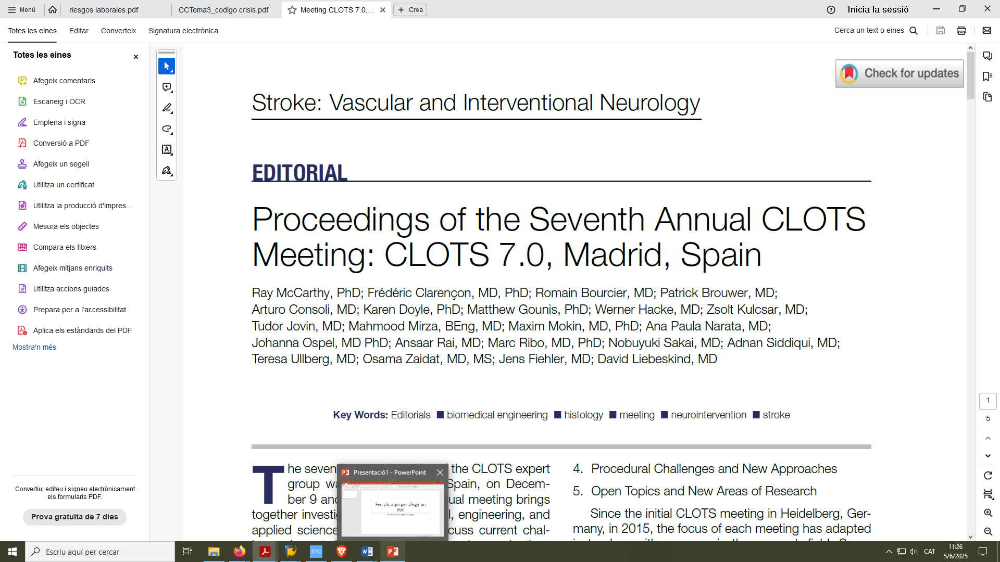 Menú
riesgos laborales.pdf
CCTema3_codigo crisis.pdf
Meeting CLOTS 7.0,...
Crea
Inicia la sessió
Totes les eines
Editar
Converteix
Signatura electrònica
Cerca un text o eines
Totes les eines
Afegeix comentaris
Escaneig i OCR
Emplena i signa
Conversió a PDF
Afegeix un segell
Utilitza un certificat
Utilitza la producció d'impres...
Mesura els objectes
Compara els fitxers
Afegeix mitjans enriquits
Utilitza accions guiades
Prepara per a l'accessibilitat
Aplica els estàndards del PDF
Mostra'n més
Convertiu, editeu i signeu electrònicament
els formularis PDF.
Prova gratuïta de 7 dies
Check for updates
Stroke: Vascular and Interventional Neurology
EDITORIAL
Proceedings of the Seventh Annual CLOTS
Meeting: CLOTS 7.0, Madrid, Spain
Ray McCarthy, PhD; Frédéric Clarençon, MD, PhD; Romain Bourcier, MD; Patrick Brouwer, MD;
Arturo Consoli, MD; Karen Doyle, PhD; Matthew Gounis, PhD; Werner Hacke, MD; Zsolt Kulcsar, MD;
Tudor Jovin, MD; Mahmood Mirza, BEng, MD; Maxim Mokin, MD, PhD; Ana Paula Narata, MD;
Johanna Ospel, MD PhD; Ansaar Rai, MD; Marc Ribo, MD, PhD; Nobuyuki Sakai, MD; Adnan Siddiqui, MD;
Teresa Ullberg, MD; Osama Zaidat, MD, MS; Jens Fiehler, MD; David Liebeskind, MD
Key Words: Editorials ■ biomedical engineering ■ histology ■ meeting ■ neurointervention ■ stroke
The seven the CLOTS expert
group Spain, on Decem-
ber 9 meeting brings
together engineering, and
applied science chal-
4. Procedural Challenges and New Approaches
5. Open Topics and New Areas of Research
Since the initial CLOTS meeting in Heidelberg, Ger-
many, in 2015, the focus of each meeting has adapted
Presentació1 - PowerPoint
Feu clic aquí per afegir un
títol
1
5
Escriu aquí per cercar
ETC
CAT
11:26
5/6/2025